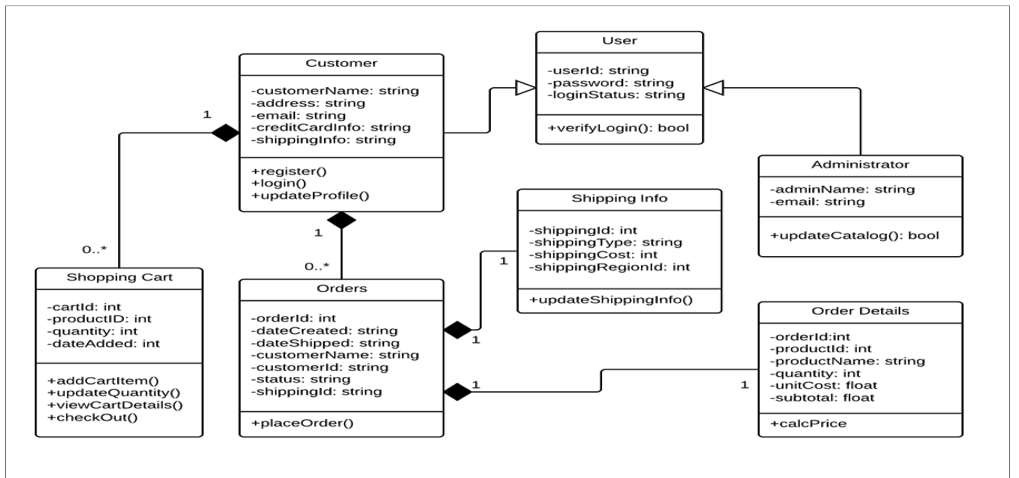 Customer
-customerName: string
-address: string
-email: string
-creditCardInfo: string
-shippingInfo: string
+register()
+login()
+updateProfile()
User
-userId: string
-password: string
-loginStatus: string
+verifyLogin(): bool
Administrator
-adminName: string
-email: string
+updateCatalog(): bool
1
0..*
1
0..*
Shipping Info
-shippingId: int
-shippingType: string
-shippingCost: int
-shippingRegionId: int
+updateShippingInfo()
Shopping Cart
-cartId: int
-productID: int
-quantity: int
-dateAdded: int
+addCartItem()
+updateQuantity()
+viewCartDetails()
+checkOut()
Orders
-orderId: int
-dateCreated: string
-dateShipped: string
-customerName: string
-customerId: string
-status: string
-shippingId: string
+placeOrder()
1
1
1
1
Order Details
-orderId:int
-productId: int
-productName: string
-quantity: int
-unitCost: float
-subtotal: float
+calcPrice